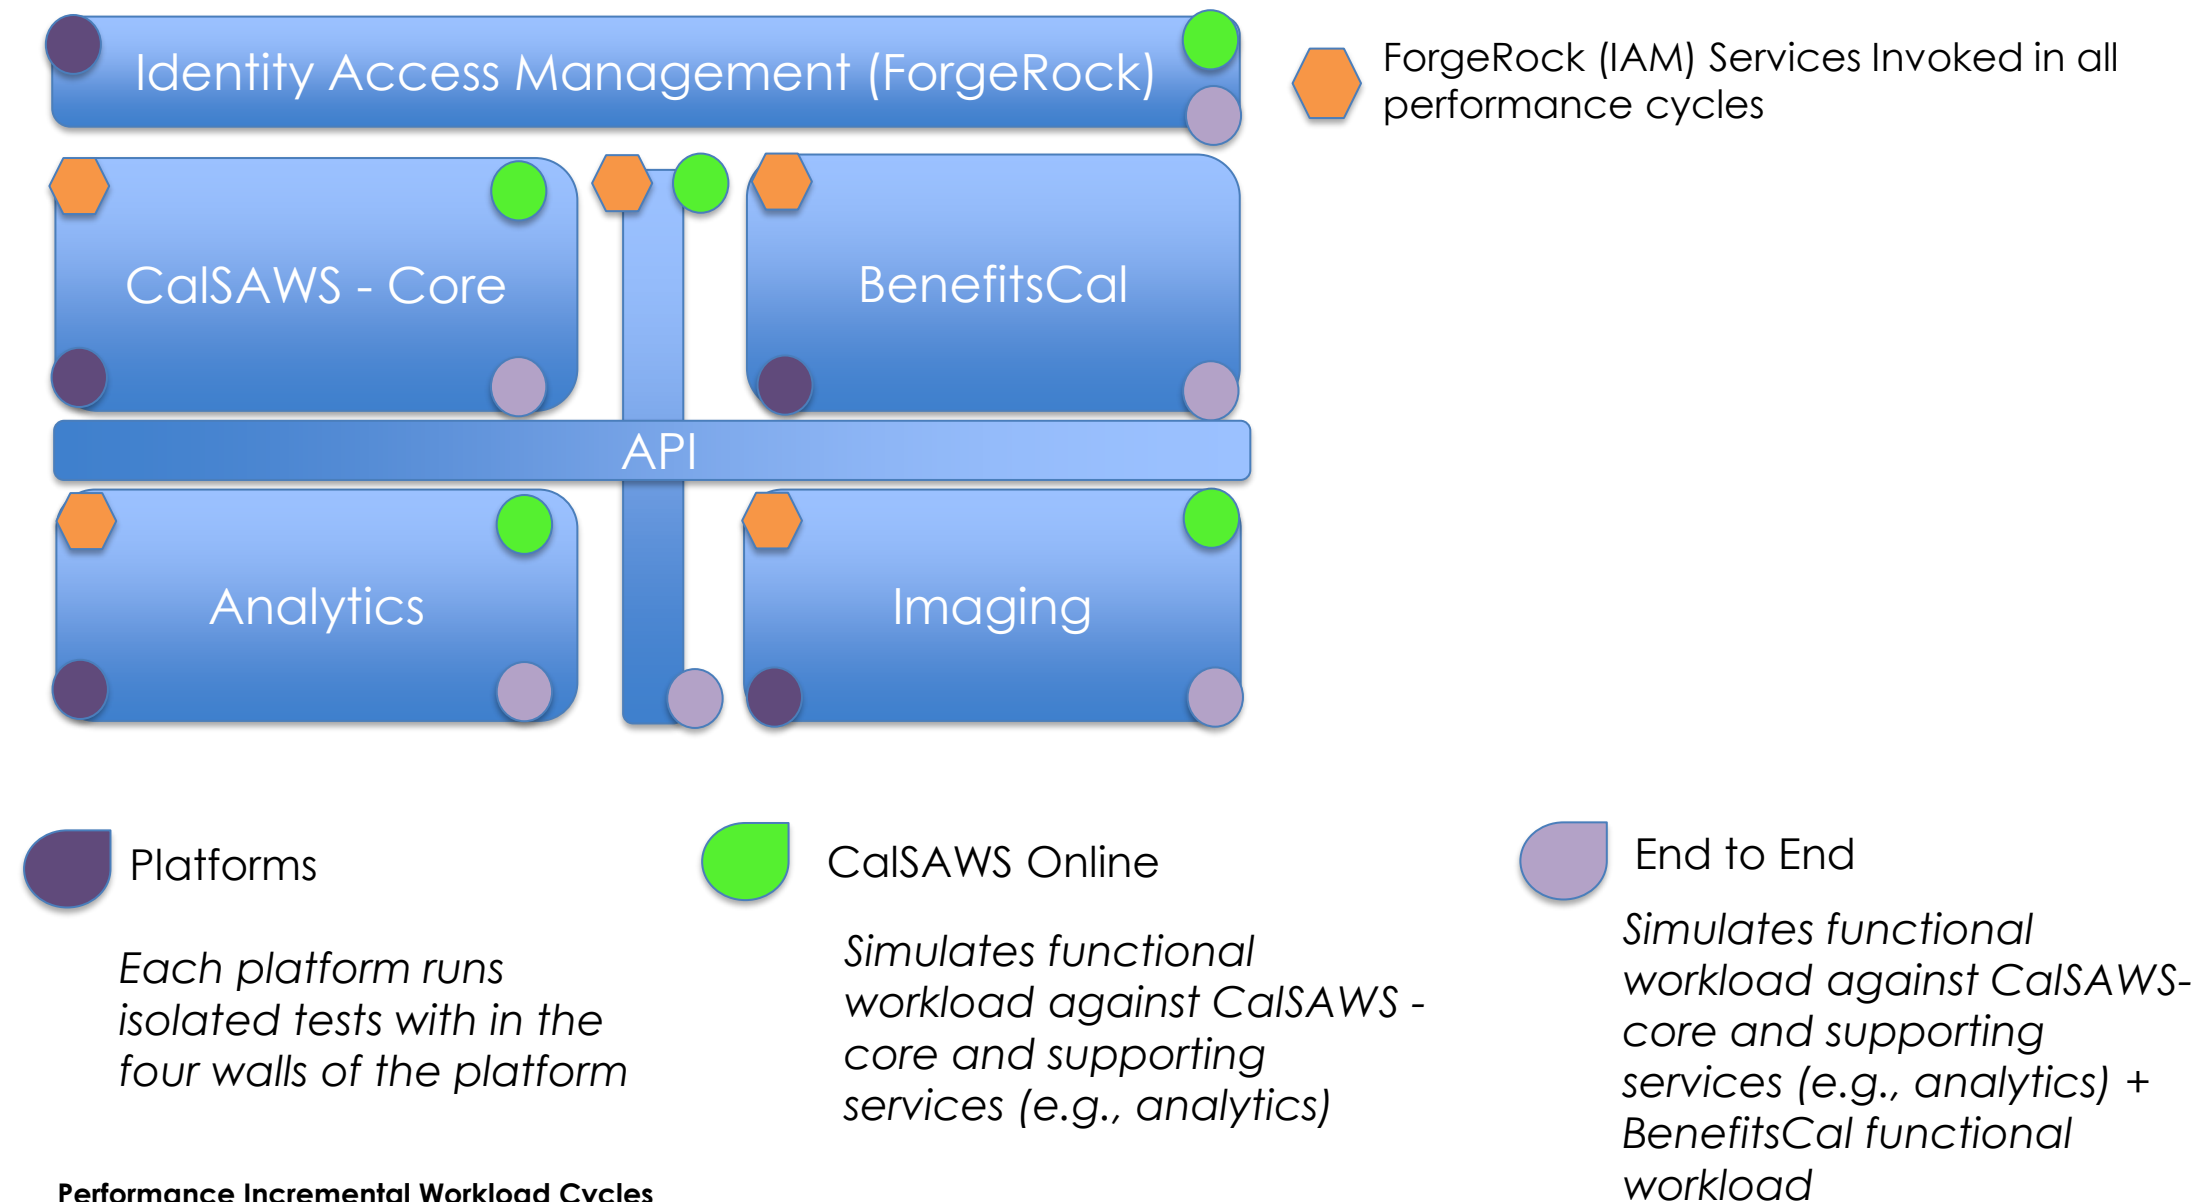 Identity Access Management (ForgeRock)
ForgeRock (IAM) Services Invoked in all
performance cycles
CalSAWS - Core
BenefitsCal
API
Analytics
Imaging
Platforms
Each platform runs
isolated tests with in the
four walls of the platform
CalSAWS Online
Simulates functional
workload against CalSAWS -
core and supporting
services (e.g., analytics)
End to End
Simulates functional
workload against CalSAWS-
core and supporting
services (e.g., analytics) +
BenefitsCal functional
workload
Performance Incremental Workload Cycles